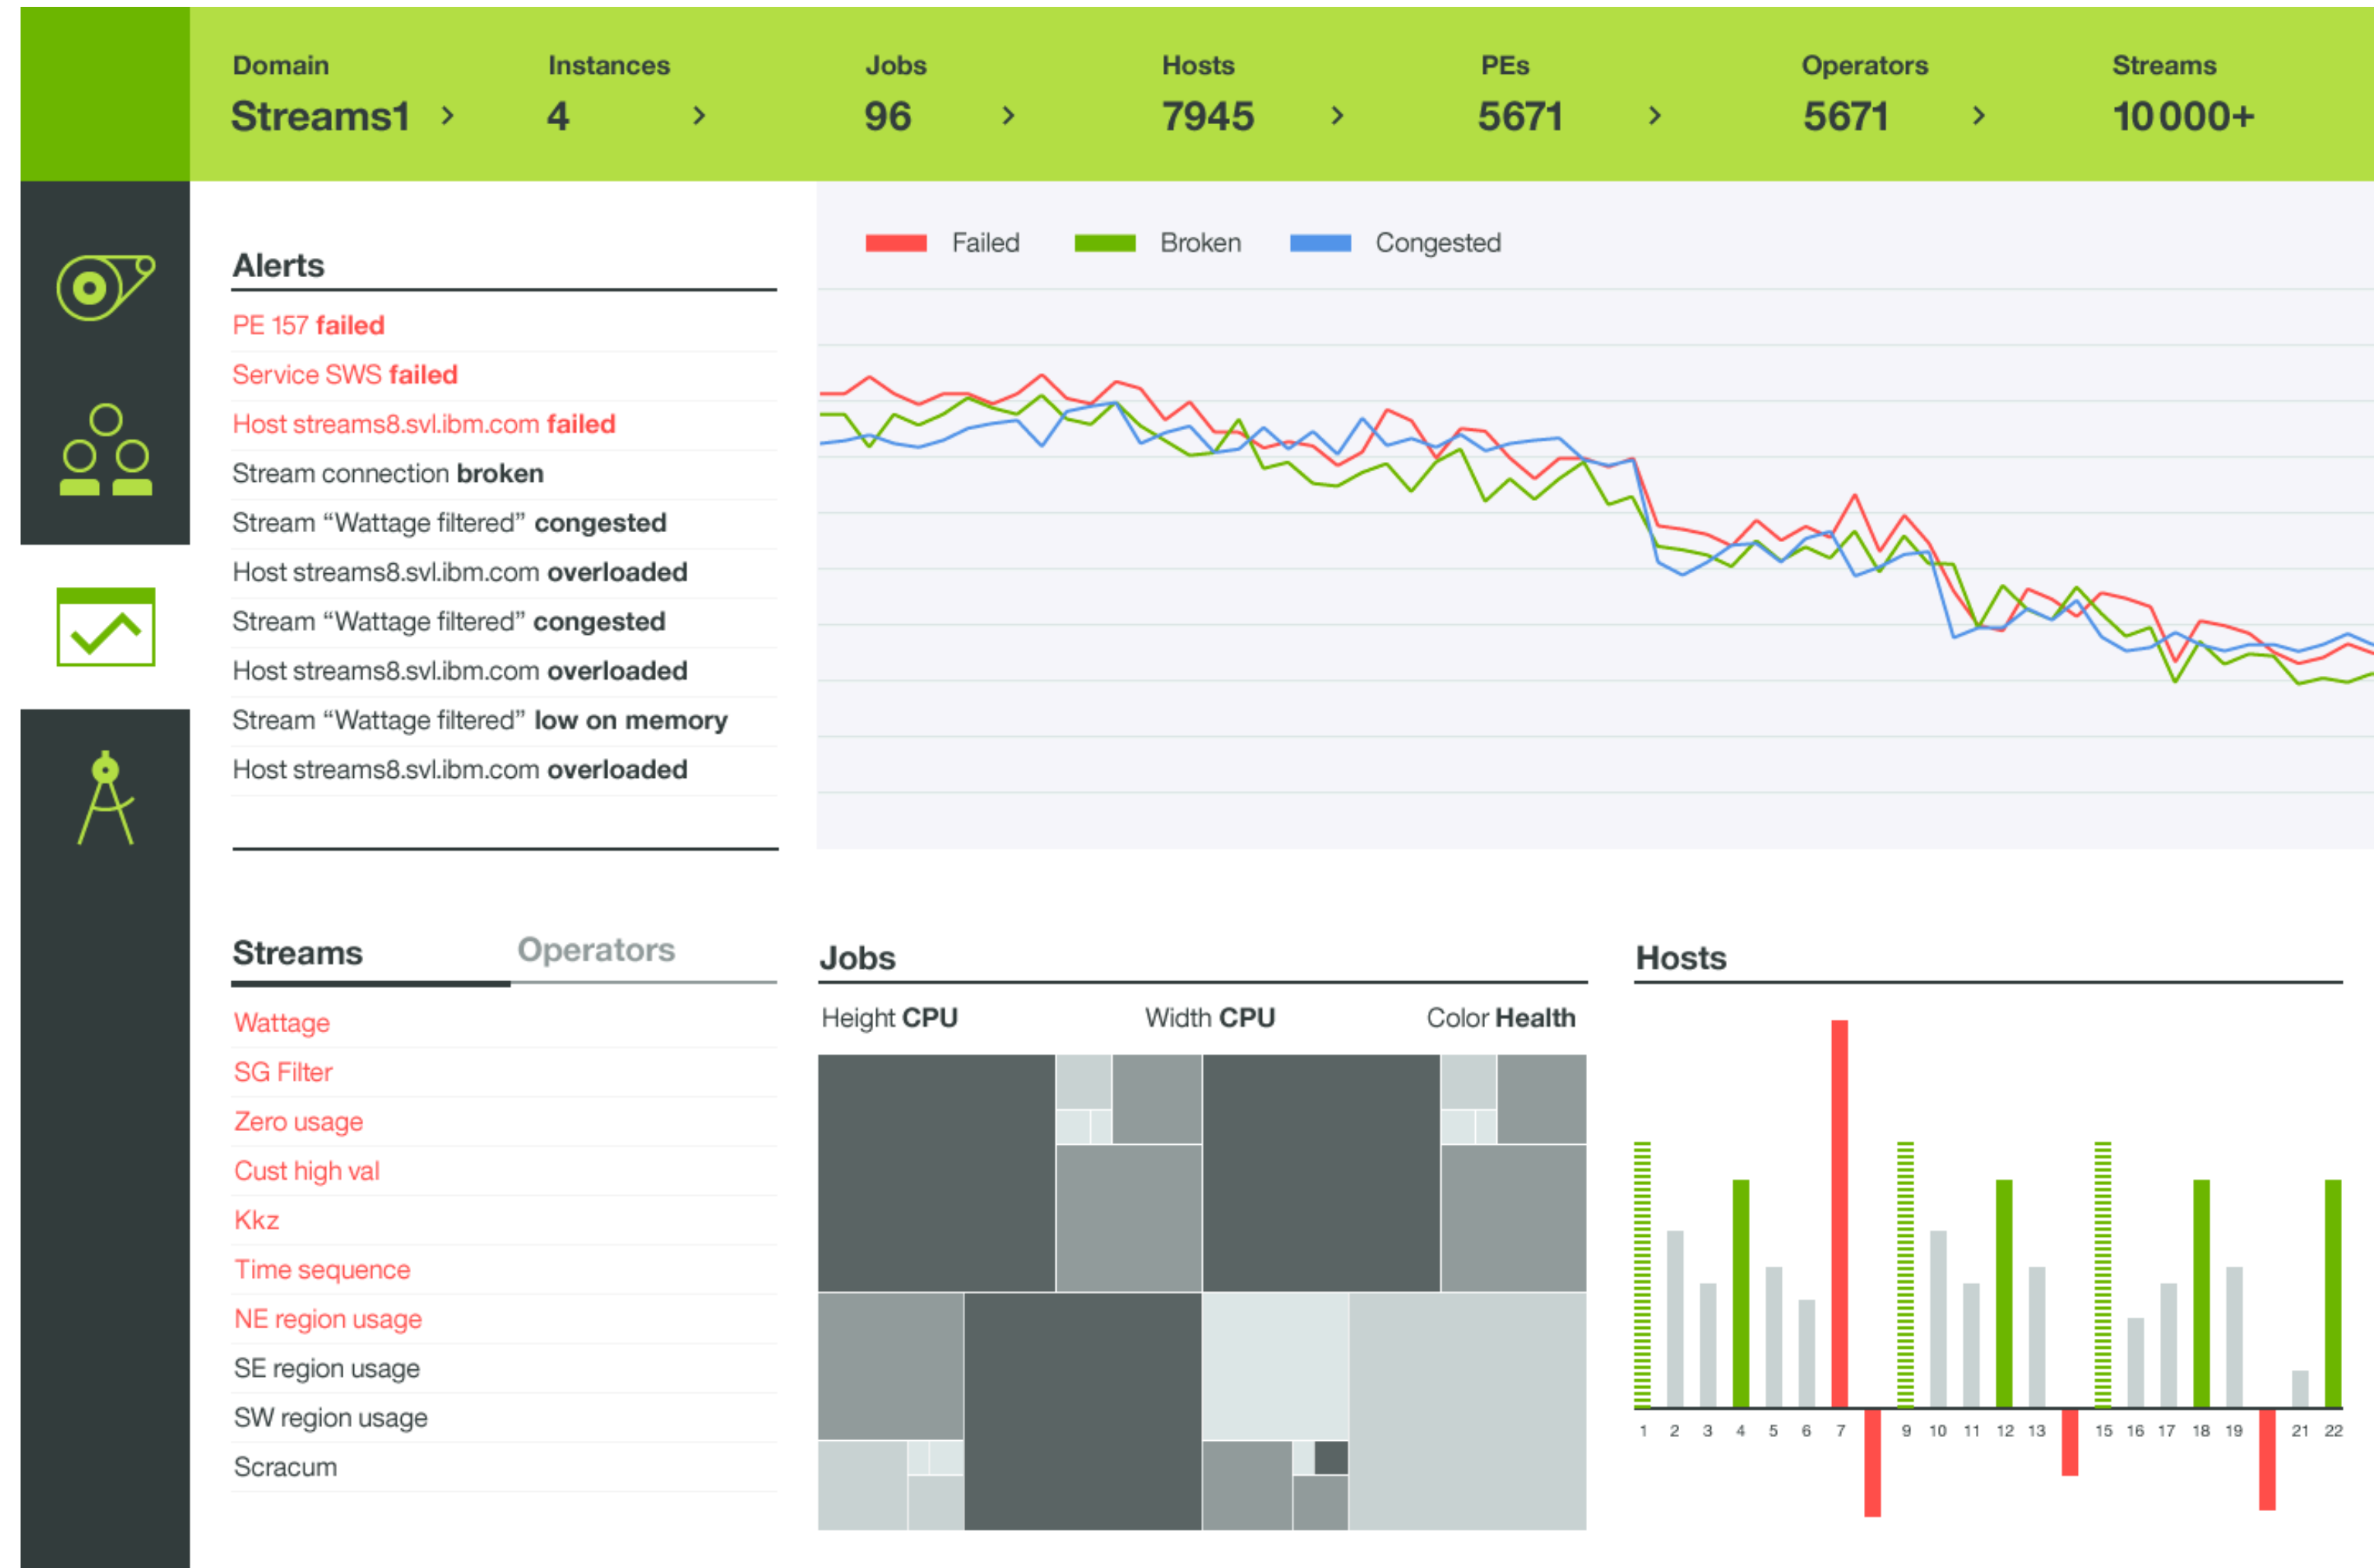 Domain Instances Jobs Hosts PEs Operators Streams
Streams1 > 4 > 96 > 7945 > 5671 > 5671 > 10 000+
Alerts
PE 157 failed
Service SWS failed
Host streams8.svl.ibm.com failed
Stream connection broken
Stream “Wattage filtered” congested
Host streams8.svl.ibm.com overloaded
Stream “Wattage filtered” congested
Host streams8.svl.ibm.com overloaded
Stream “Wattage filtered” low on memory
Host streams8.svl.ibm.com overloaded
Failed Broken Congested
Streams Operators
Wattage
SG Filter
Zero usage
Cust high val
Kkz
Time sequence
NE region usage
SE region usage
SW region usage
Scracum
Jobs
Height CPU Width CPU Color Health
Hosts
1 2 3 4 5 6 7 9 10 11 12 13 15 16 17 18 19 21 22